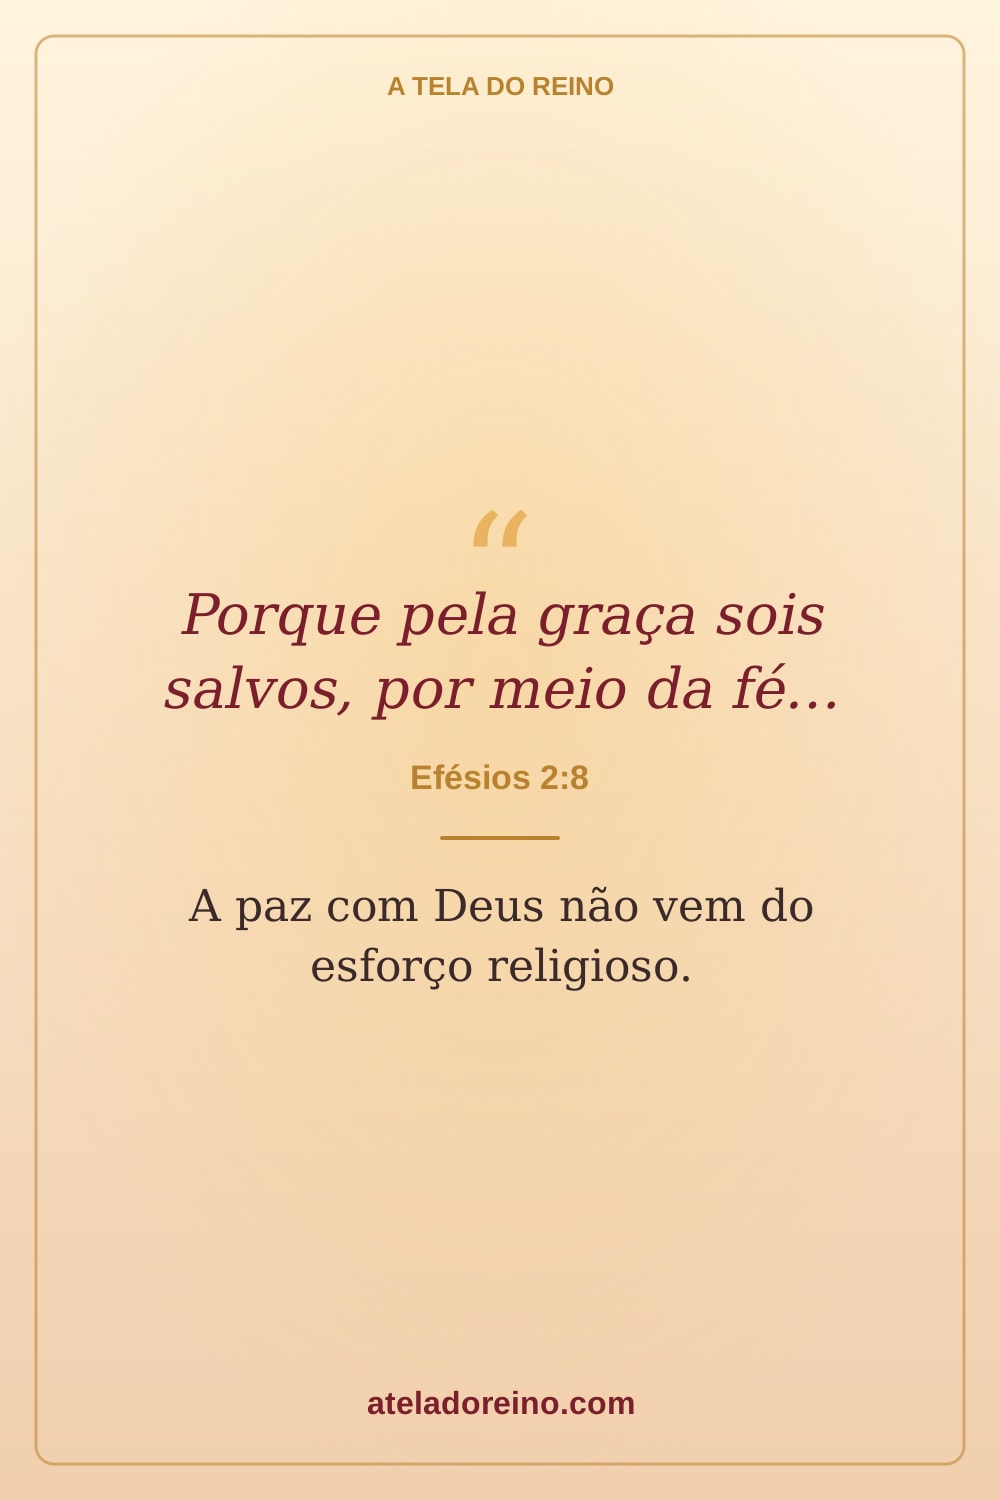 A TELA DO REINO
“
Porque pela graça sois
salvos, por meio da fé...
Efésios 2:8
A paz com Deus não vem do
esforço religioso.
ateladoreino.com